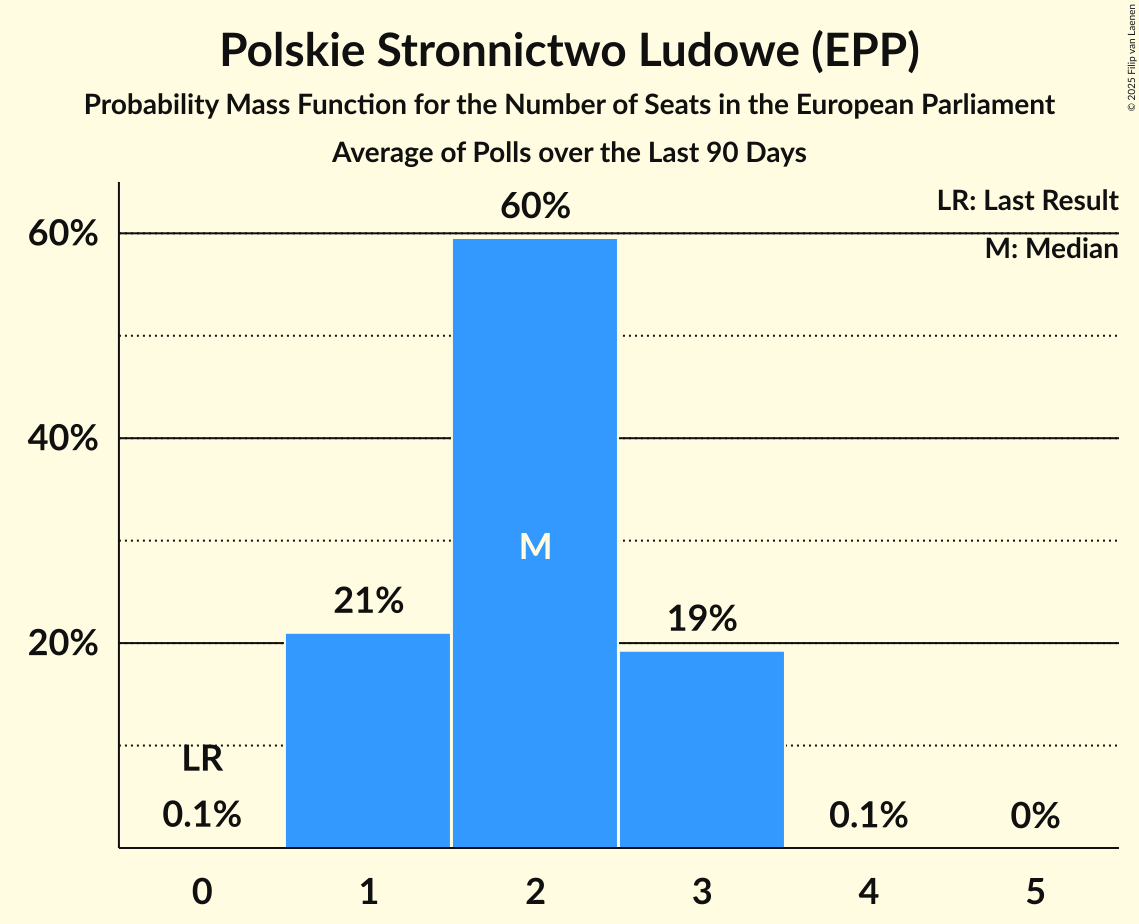 Polskie Stronnictwo Ludowe (EPP)
Probability Mass Function for the Number of Seats in the European Parliament
Average of Polls over the Last 90 Days
© 2025 Filip van Laenen
LR: Last Result
M: Median
60%
40%
20%
LR
0.1%
21%
60%
M
19%
0.1%
0%
0
1
2
3
4
5